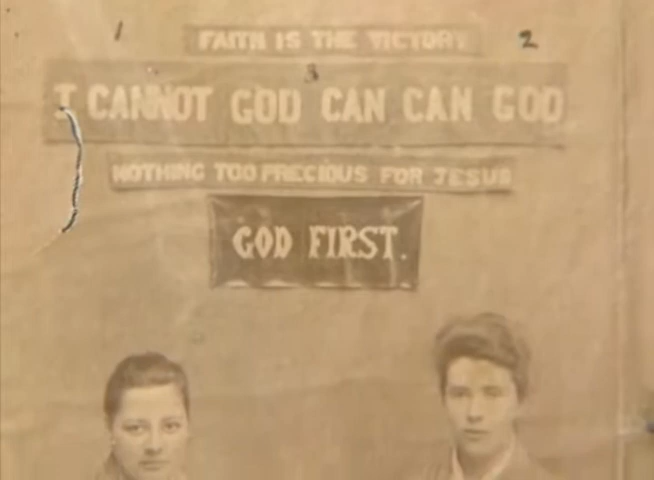 1
2
FAITH IS THE VICTORY
3
I CANNOT GOD CAN CAN GOD
NOTHING TOO PRECIOUS FOR JESUS
GOD FIRST.